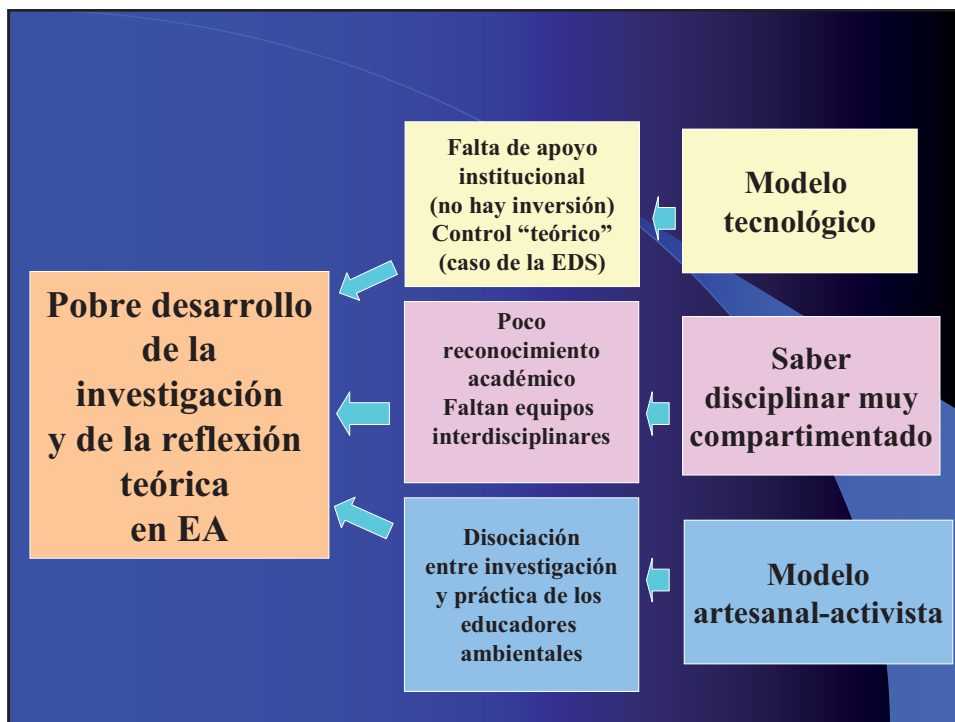 Falta de apoyo
institucional
(no hay inversión)
Control “teórico”
(caso de la EDS)
Modelo
tecnológico
Pobre desarrollo
de la
investigación
y de la reflexión
teórica
en EA
Poco
reconocimiento
académico
Faltan equipos
interdisciplinares
Saber
disciplinar muy
compartimentado
Disociación
entre investigación
y práctica de los
educadores
ambientales
Modelo
artesanal-activista